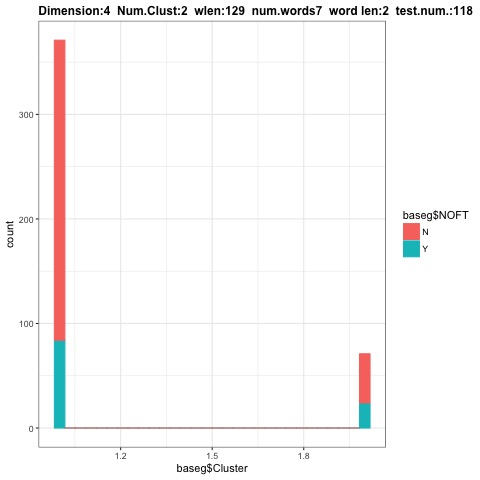 Dimension:4  Num.Clust:2  wlen:129  num.words7  word len:2  test.num.:118
300
200
100
0
count
1.2 1.5 1.8
baseg$Cluster
baseg$NOFT
N
Y